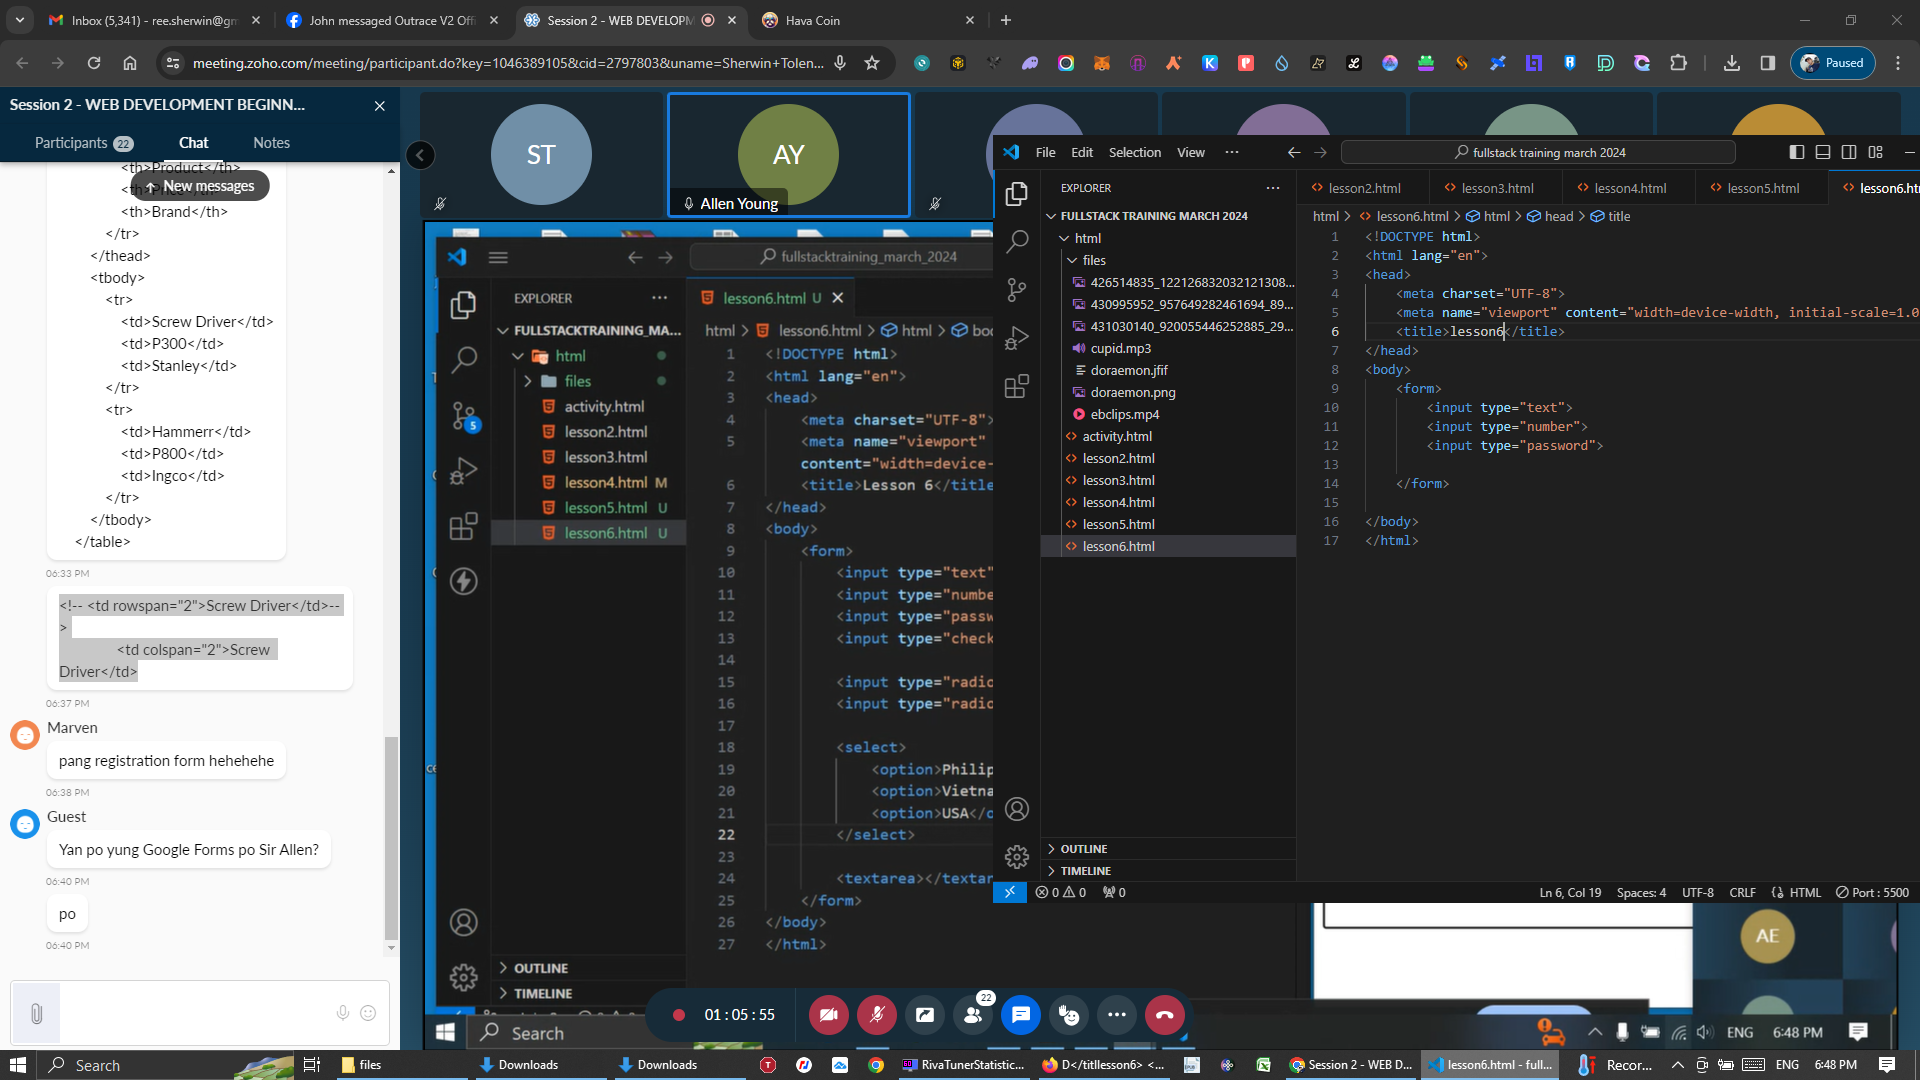 Inbox (5,341) - ree.sherwin@gm
John messaged Outrace V2 Offi
Session 2 - WEB DEVELOPM
Hava Coin
meeting.zoho.com/meeting/participant.do?key=1046389105&cid=2797803&uname=Sherwin+Tolen...
Paused
Session 2 - WEB DEVELOPMENT BEGINN...
Participants 22
Chat
Notes
<th>Product</th>
New messages
<th>Price</th>
<th>Brand</th>
</tr>
</thead>
<tbody>
<tr>
<td>Screw Driver</td>
<td>P300</td>
<td>Stanley</td>
</tr>
<tr>
<td>Hammerr</td>
<td>P800</td>
<td>Ingco</td>
</tr>
</tbody>
</table>
06:33 PM
<!-- <td rowspan="2">Screw Driver</td>--
>
<td colspan="2">Screw
Driver</td>
06:37 PM
Marven
pang registration form hehehehe
06:38 PM
Guest
Yan po yung Google Forms po Sir Allen?
06:40 PM
po
06:40 PM
ST
AY
Allen Young
fullstacktraining_march_2024
EXPLORER
lesson6.html U
FULLSTACKTRAINING_MA...
html
files
activity.html
lesson2.html
lesson3.html
lesson4.html M
lesson5.html U
lesson6.html U
5
OUTLINE
TIMELINE
html > lesson6.html > html > boc
1 <!DOCTYPE html>
2 <html lang="en">
3 <head>
4 <meta charset="UTF-8">
5 <meta name="viewport"
content="width=device-
6 <title>Lesson 6</title
7 </head>
8 <body>
9 <form>
10 <input type="text"
11 <input type="numbe
12 <input type="passw
13 <input type="check
14
15 <input type="radio
16 <input type="radio
17
18 <select>
19 <option>Philip
20 <option>Vietna
21 <option>USA</o
22 </select>
23
24 <textarea></textar
25 </form>
26 </body>
27 </html>
File
Edit
Selection
View
fullstack training march 2024
EXPLORER
FULLSTACK TRAINING MARCH 2024
html
files
426514835_122126832032121308...
430995952_957649282461694_89...
431030140_920055446252885_29...
cupid.mp3
doraemon.jfif
doraemon.png
ebclips.mp4
activity.html
lesson2.html
lesson3.html
lesson4.html
lesson5.html
lesson6.html
OUTLINE
TIMELINE
lesson2.html
lesson3.html
lesson4.html
lesson5.html
lesson6.ht
html > lesson6.html > html > head > title
1 <!DOCTYPE html>
2 <html lang="en">
3 <head>
4 <meta charset="UTF-8">
5 <meta name="viewport" content="width=device-width, initial-scale=1.0
6 <title>lesson6</title>
7 </head>
8 <body>
9 <form>
10 <input type="text">
11 <input type="number">
12 <input type="password">
13
14 </form>
15
16 </body>
17 </html>
0 0
0
Ln 6, Col 19
Spaces: 4
UTF-8
CRLF
HTML
Port : 5500
AE
01 : 05 : 55
22
Search
ENG
6:48 PM
Search
files
Downloads
Downloads
RivaTunerStatistic...
D</titllesson6> <...
Session 2 - WEB D...
lesson6.html - full...
Recor...
ENG
6:48 PM